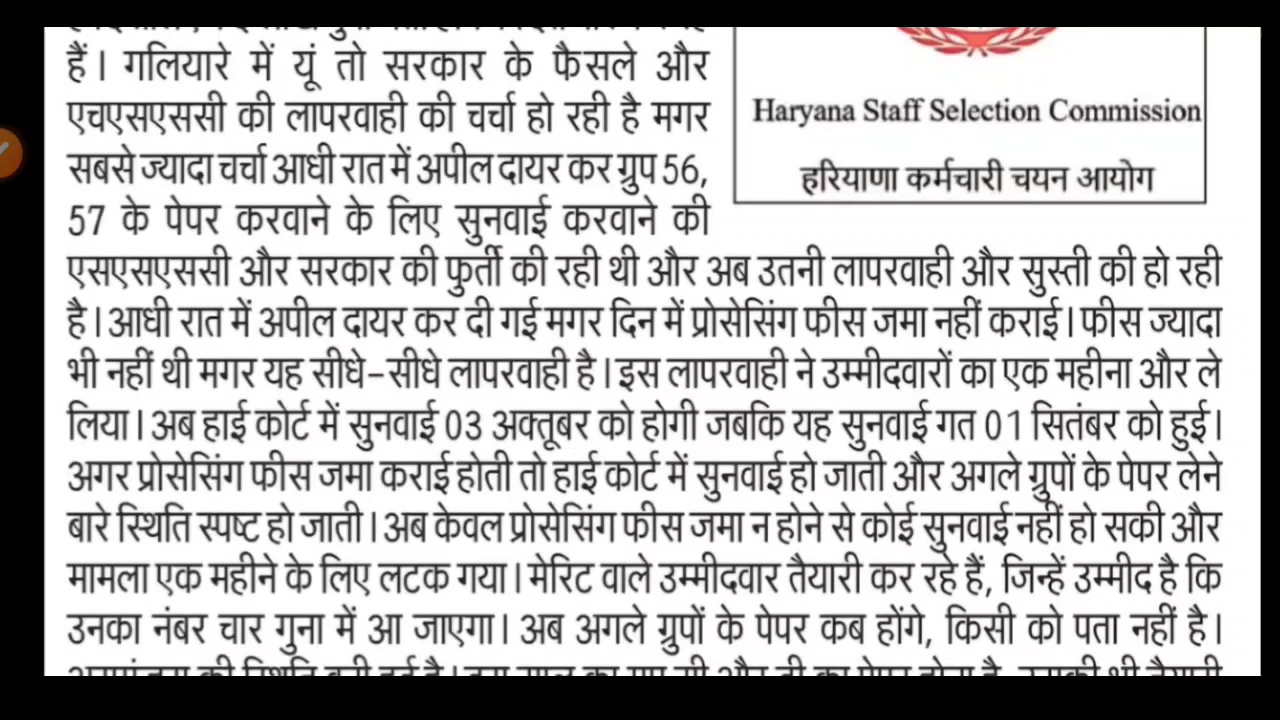 हैं। गलियारे में यूं तो सरकार के फैसले और
एचएसएससी की लापरवाही की चर्चा हो रही है मगर
सबसे ज्यादा चर्चा आधी रात में अपील दायर कर ग्रुप 56,
57 के पेपर करवाने के लिए सुनवाई करवाने की
Haryana Staff Selection Commission
हरियाणा कर्मचारी चयन आयोग
एसएसएससी और सरकार की फुर्ती की रही थी और अब उतनी लापरवाही और सुस्ती की हो रही
है। आधी रात में अपील दायर कर दी गई मगर दिन में प्रोसेसिंग फीस जमा नहीं कराई। फीस ज्यादा
भी नहीं थी मगर यह सीधे-सीधे लापरवाही है। इस लापरवाही ने उम्मीदवारों का एक महीना और ले
लिया। अब हाई कोर्ट में सुनवाई 03 अक्तूबर को होगी जबकि यह सुनवाई गत 01 सितंबर को हुई।
अगर प्रोसेसिंग फीस जमा कराई होती तो हाई कोर्ट में सुनवाई हो जाती और अगले ग्रुपों के पेपर लेने
बारे स्थिति स्पष्ट हो जाती। अब केवल प्रोसेसिंग फीस जमा न होने से कोई सुनवाई नहीं हो सकी और
मामला एक महीने के लिए लटक गया। मेरिट वाले उम्मीदवार तैयारी कर रहे हैं, जिन्हें उम्मीद है कि
उनका नंबर चार गुना में आ जाएगा। अब अगले ग्रुपों के पेपर कब होंगे, किसी को पता नहीं है।